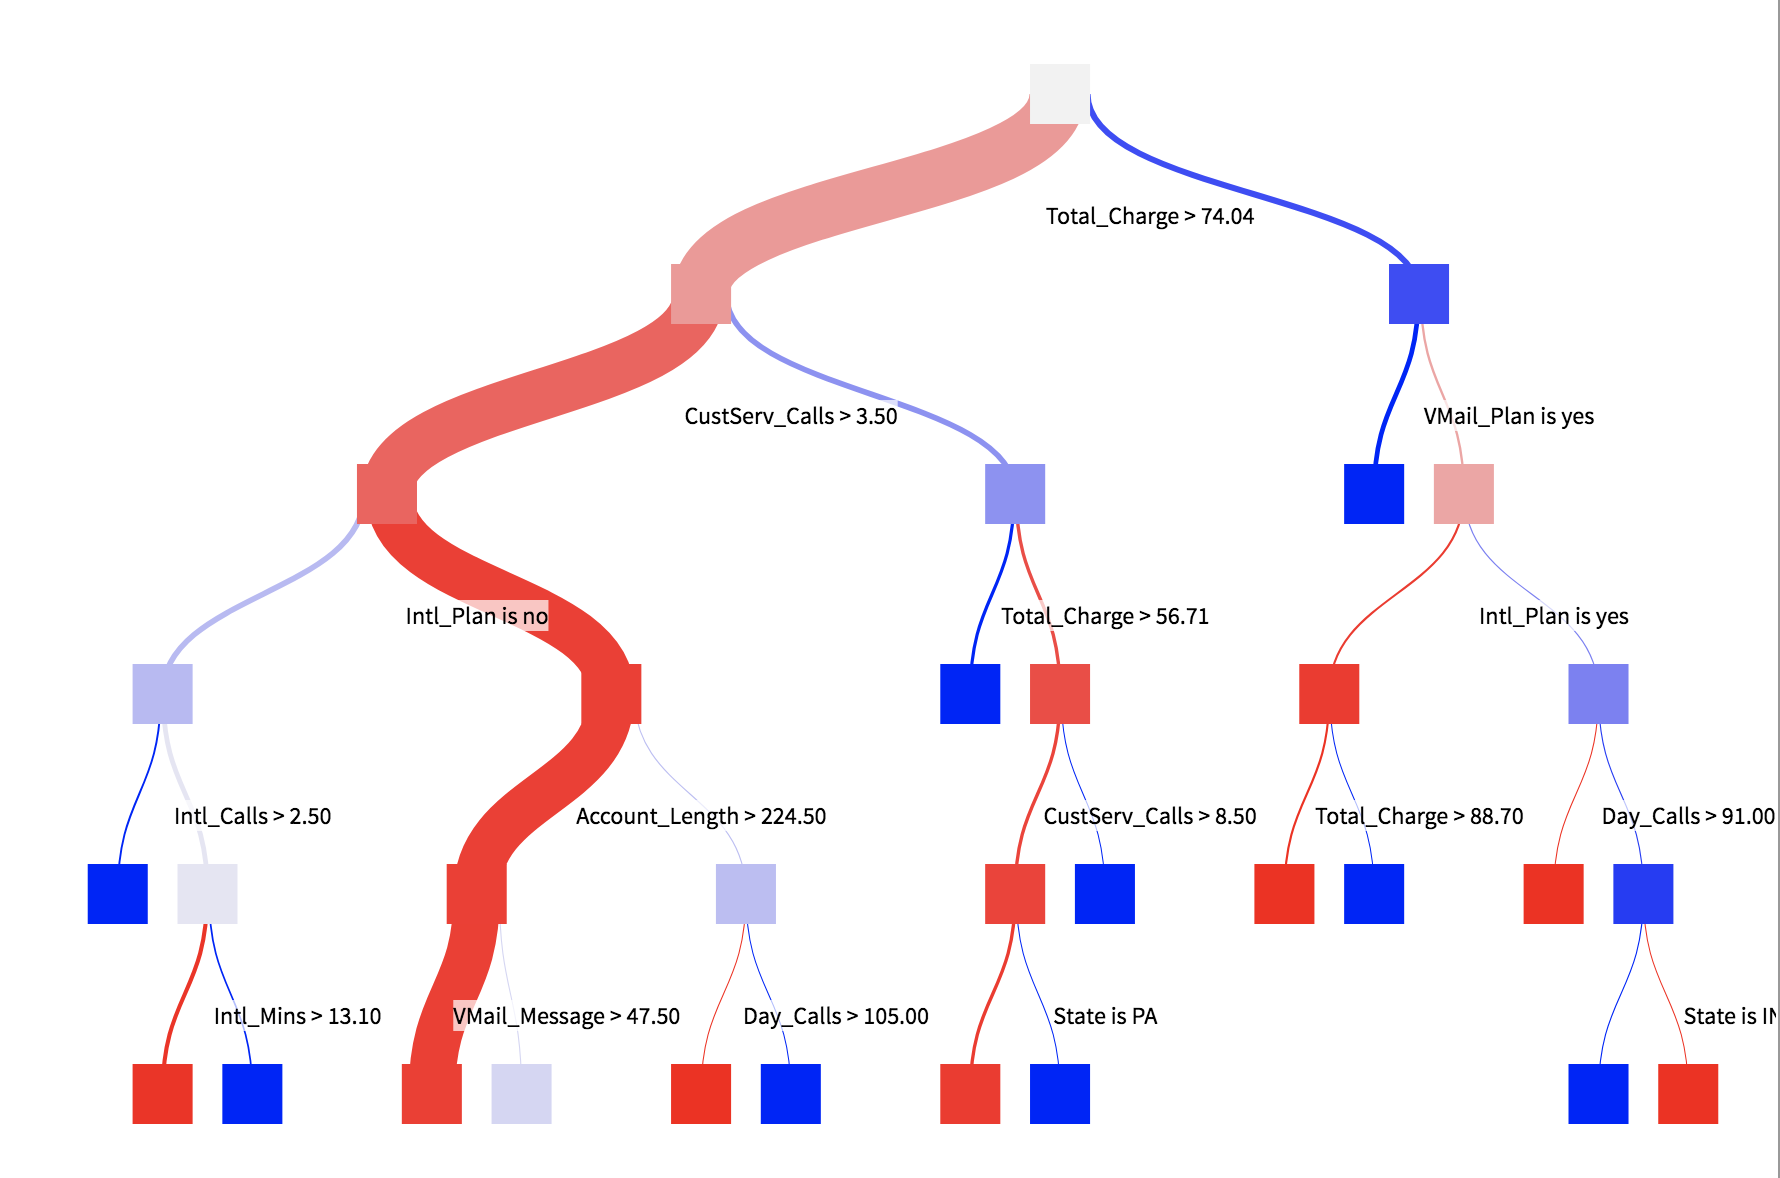 Total_Charge > 74.04
CustServ_Calls > 3.50
VMail_Plan is yes
Intl_Plan is no
Total_Charge > 56.71
Intl_Plan is yes
Intl_Calls > 2.50
Account_Length > 224.50
CustServ_Calls > 8.50
Total_Charge > 88.70
Day_Calls > 91.00
Intl_Mins > 13.10
VMail_Message > 47.50
Day_Calls > 105.00
State is PA
State is